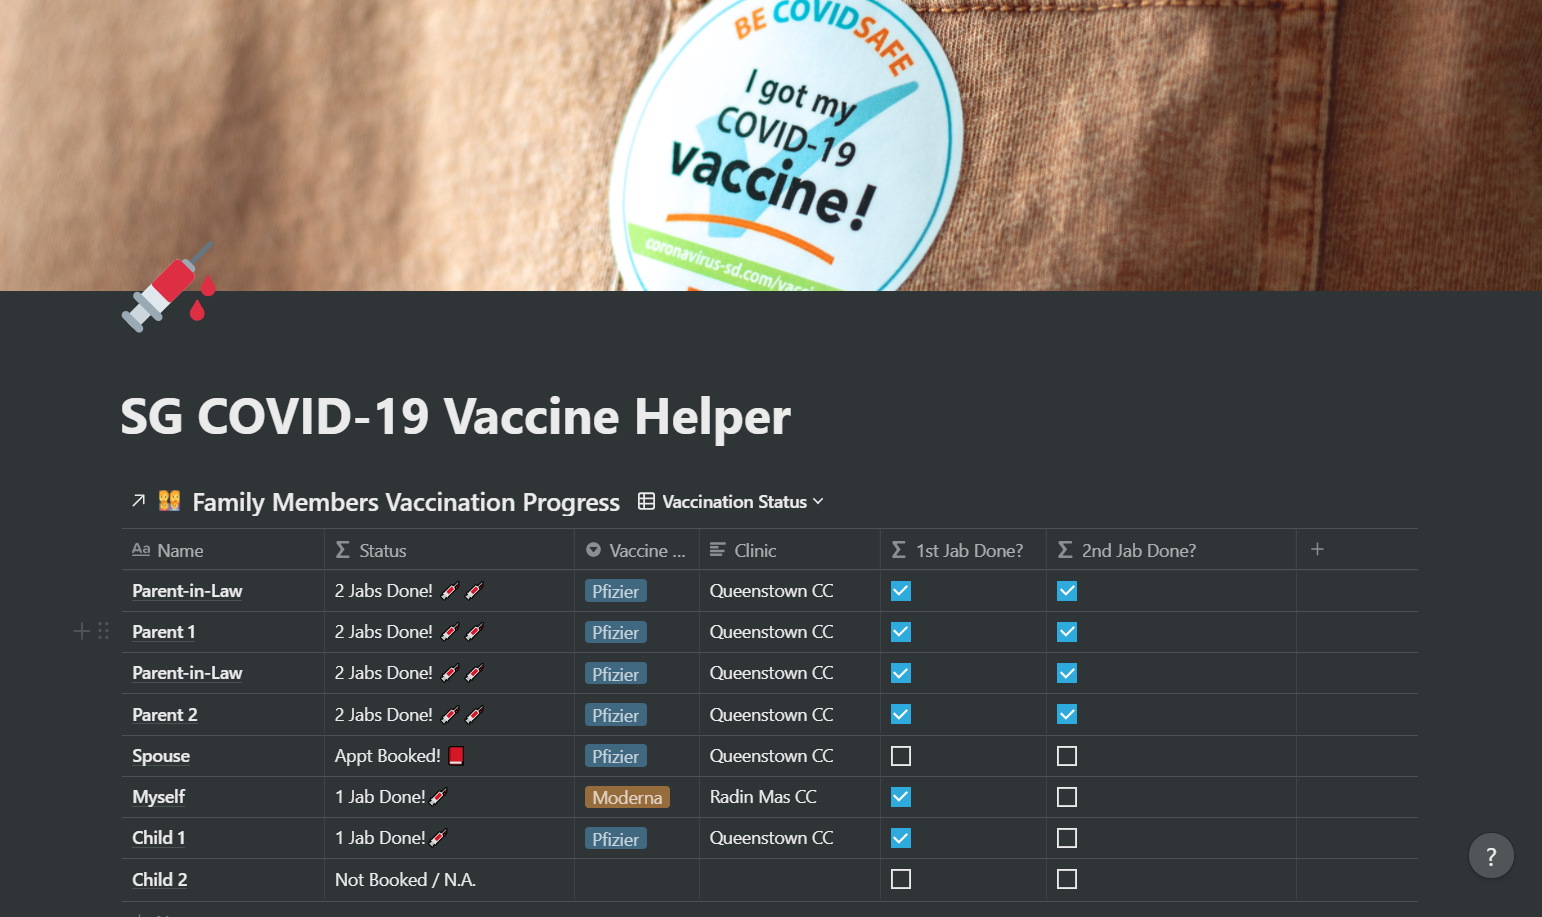 BE COVIDSAFE
I got my
COVID-19
vaccine!
coronavirus-sd.com/vacci
SG COVID-19 Vaccine Helper
Family Members Vaccination Progress Vaccination Status
Aa Name Σ Status Vaccine ... Clinic Σ 1st Jab Done? Σ 2nd Jab Done? +
Parent-in-Law 2 Jabs Done! Pfizier Queenstown CC
Parent 1 2 Jabs Done! Pfizier Queenstown CC
Parent-in-Law 2 Jabs Done! Pfizier Queenstown CC
Parent 2 2 Jabs Done! Pfizier Queenstown CC
Spouse Appt Booked! Pfizier Queenstown CC
Myself 1 Jab Done! Moderna Radin Mas CC
Child 1 1 Jab Done! Pfizier Queenstown CC
Child 2 Not Booked / N.A.
?